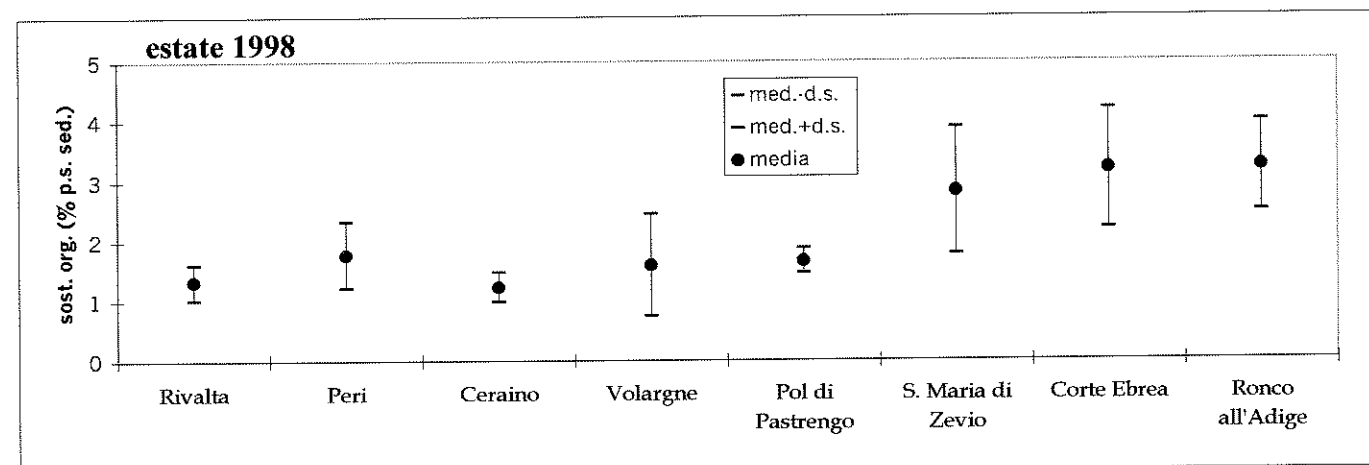 estate 1998
sost. org. (% p.s. sed.)
5
4
3
2
1
0
med.-d.s.
med.+d.s.
media
Rivalta
Peri
Ceraino
Volargne
Pol di
Pastrengo
S. Maria di
Zevio
Corte Ebrea
Ronco
all'Adige